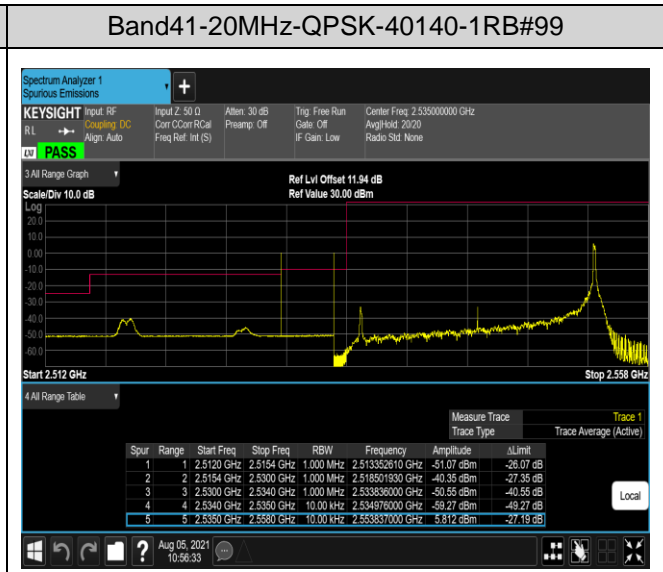 Band41-20MHz-QPSK-40140-1RB#99
Spectrum Analyzer 1
Spurious Emissions
+
KEYSIGHT Input: RF Input Z: 50 Ω Atten: 30 dB Trig: Free Run Center Freq: 2.535000000 GHz
RL Coupling: DC Corr CCorr RCal Preamp: Off Gate: Off Avg|Hold: 20/20
Align: Auto Freq Ref: Int (S) IF Gain: Low Radio Std: None
LXI PASS
3 All Range Graph
Ref Lvl Offset 11.94 dB
Scale/Div 10.0 dB Ref Value 30.00 dBm
Log
20.0
10.0
0.00
-10.0
-20.0
-30.0
-40.0
-50.0
-60.0
Start 2.512 GHz Stop 2.558 GHz
4 All Range Table
Measure Trace Trace 1
Trace Type Trace Average (Active)
Spur Range Start Freq Stop Freq RBW Frequency Amplitude ΔLimit
1 1 2.5120 GHz 2.5154 GHz 1.000 MHz 2.513352610 GHz -51.07 dBm -26.07 dB
2 2 2.5154 GHz 2.5300 GHz 1.000 MHz 2.518501930 GHz -40.35 dBm -27.35 dB
3 3 2.5300 GHz 2.5340 GHz 1.000 MHz 2.533836000 GHz -50.55 dBm -40.55 dB
4 4 2.5340 GHz 2.5350 GHz 10.00 kHz 2.534976000 GHz -59.27 dBm -49.27 dB
5 5 2.5350 GHz 2.5580 GHz 10.00 kHz 2.553837000 GHz 5.812 dBm -27.19 dB
Local
? Aug 05, 2021
10:56:33